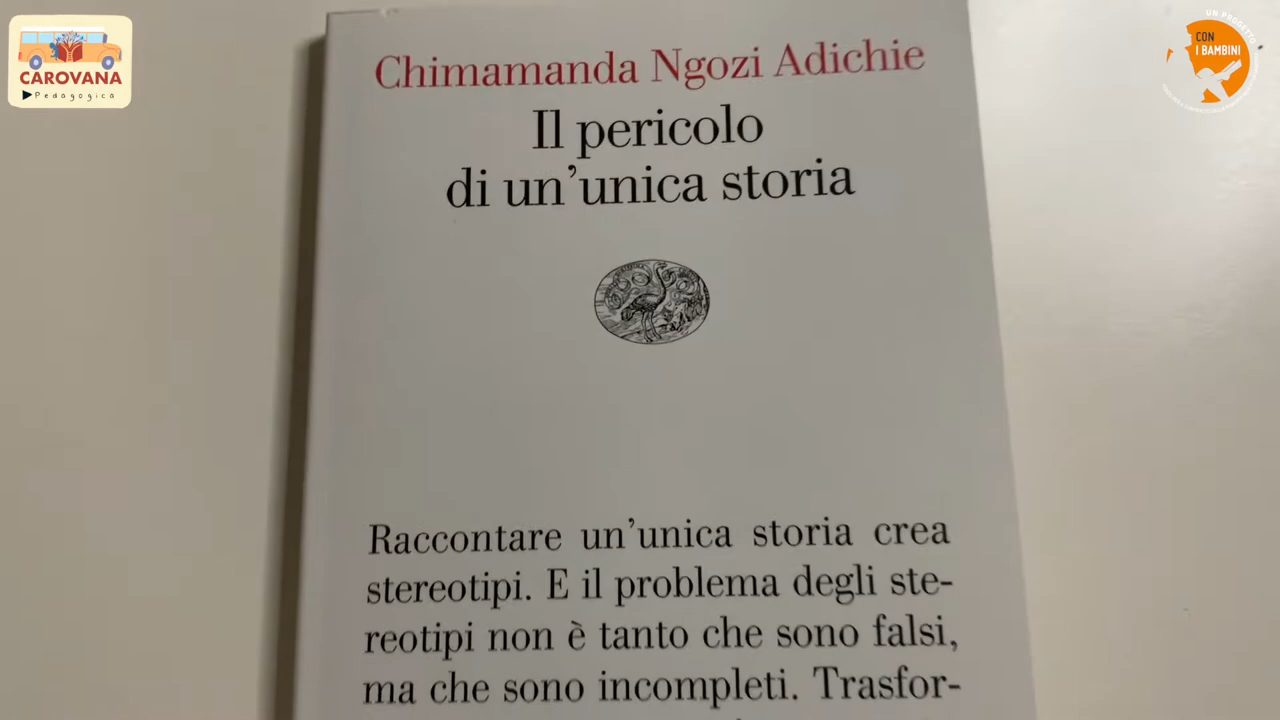 CAROVANA
Pedagogica
UN PROGETTO
CON
I BAMBINI
Chimamanda Ngozi Adichie
Il pericolo
di un'unica storia
Raccontare un'unica storia crea
stereotipi. E il problema degli ste-
reotipi non è tanto che sono falsi,
ma che sono incompleti. Trasfor-